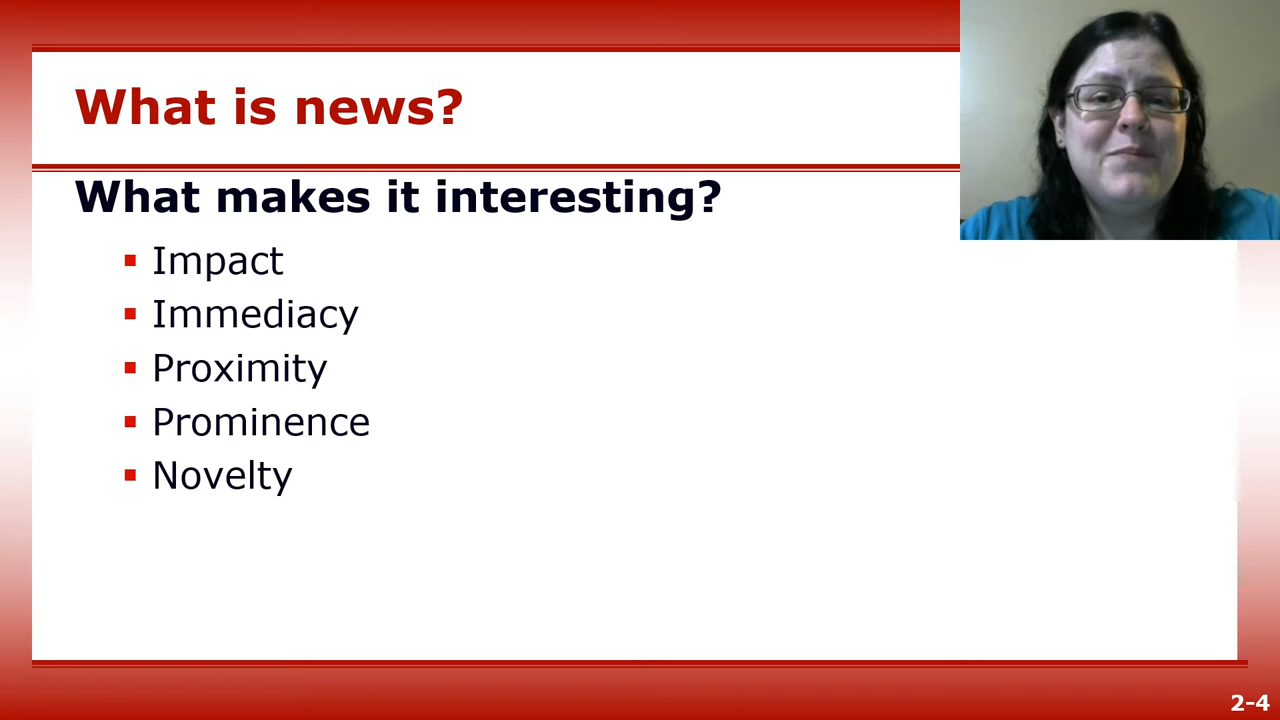 What is news?
What makes it interesting?
Impact
Immediacy
Proximity
Prominence
Novelty
2-4